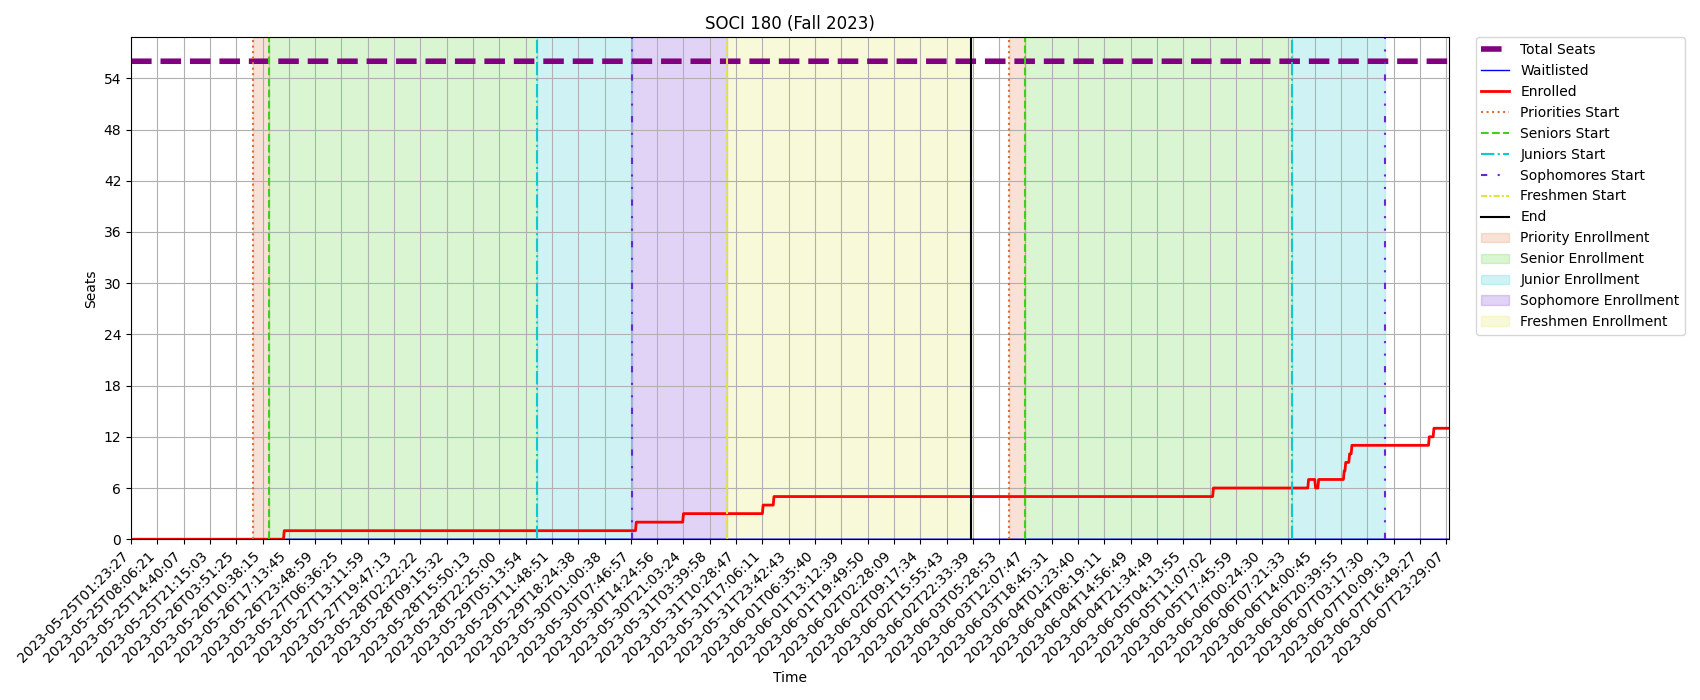 SOCI 180 (Fall 2023)
Seats
54
48
42
36
30
24
18
12
6
0
2023-05-25T01:23:27
2023-05-25T08:06:21
2023-05-25T14:40:07
2023-05-25T21:15:03
2023-05-26T03:51:25
2023-05-26T10:38:15
2023-05-26T17:13:45
2023-05-26T23:48:59
2023-05-27T06:36:25
2023-05-27T13:11:59
2023-05-27T19:47:13
2023-05-28T02:22:22
2023-05-28T09:15:32
2023-05-28T15:50:13
2023-05-28T22:25:00
2023-05-29T05:13:54
2023-05-29T11:48:51
2023-05-29T18:24:38
2023-05-30T01:00:38
2023-05-30T07:46:57
2023-05-30T14:24:56
2023-05-30T21:03:24
2023-05-31T03:39:58
2023-05-31T10:28:47
2023-05-31T17:06:11
2023-05-31T23:42:43
2023-06-01T06:35:40
2023-06-01T13:12:39
2023-06-01T19:49:50
2023-06-02T02:28:09
2023-06-02T09:17:34
2023-06-02T15:55:43
2023-06-02T22:33:39
2023-06-03T05:28:53
2023-06-03T12:07:47
2023-06-03T18:45:31
2023-06-04T01:23:40
2023-06-04T08:19:11
2023-06-04T14:56:49
2023-06-04T21:34:49
2023-06-05T04:13:55
2023-06-05T11:07:02
2023-06-05T17:45:59
2023-06-06T00:24:30
2023-06-06T07:21:33
2023-06-06T14:00:45
2023-06-06T20:39:55
2023-06-07T03:17:30
2023-06-07T10:09:13
2023-06-07T16:49:27
2023-06-07T23:29:07
Time
Total Seats
Waitlisted
Enrolled
Priorities Start
Seniors Start
Juniors Start
Sophomores Start
Freshmen Start
End
Priority Enrollment
Senior Enrollment
Junior Enrollment
Sophomore Enrollment
Freshmen Enrollment